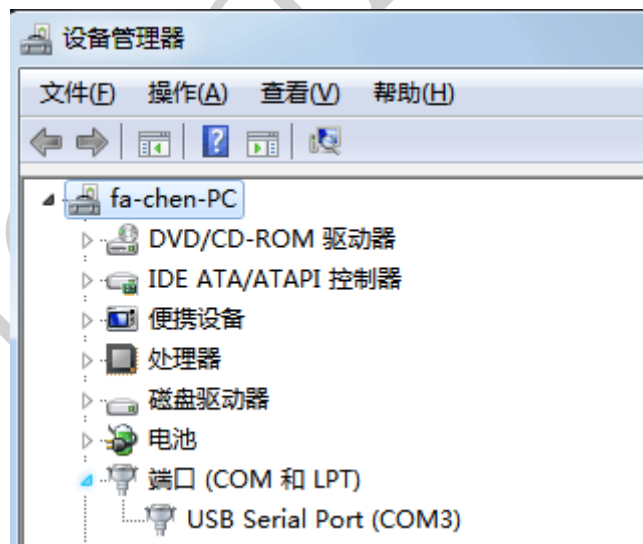 设备管理器
文件(F) 操作(A) 查看(V) 帮助(H)
fa-chen-PC
DVD/CD-ROM 驱动器
IDE ATA/ATAPI 控制器
便携设备
处理器
磁盘驱动器
电池
端口 (COM 和 LPT)
USB Serial Port (COM3)